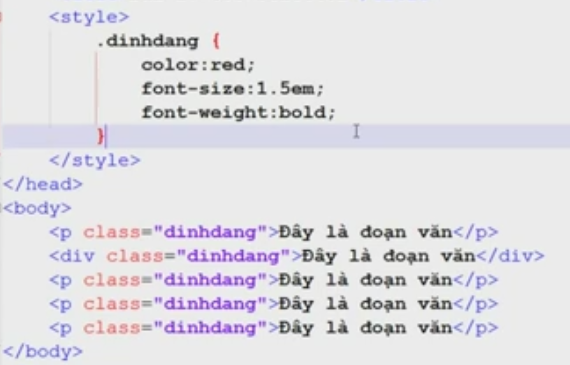 <style>
.dinhdang {
color:red;
font-size:1.5em;
font-weight:bold;
}
</style>
</head>
<body>
<p class="dinhdang">Đây là đoạn văn</p>
<div class="dinhdang">Đây là đoạn văn</div>
<p class="dinhdang">Đây là đoạn văn</p>
<p class="dinhdang">Đây là đoạn văn</p>
<p class="dinhdang">Đây là đoạn văn</p>
</body>